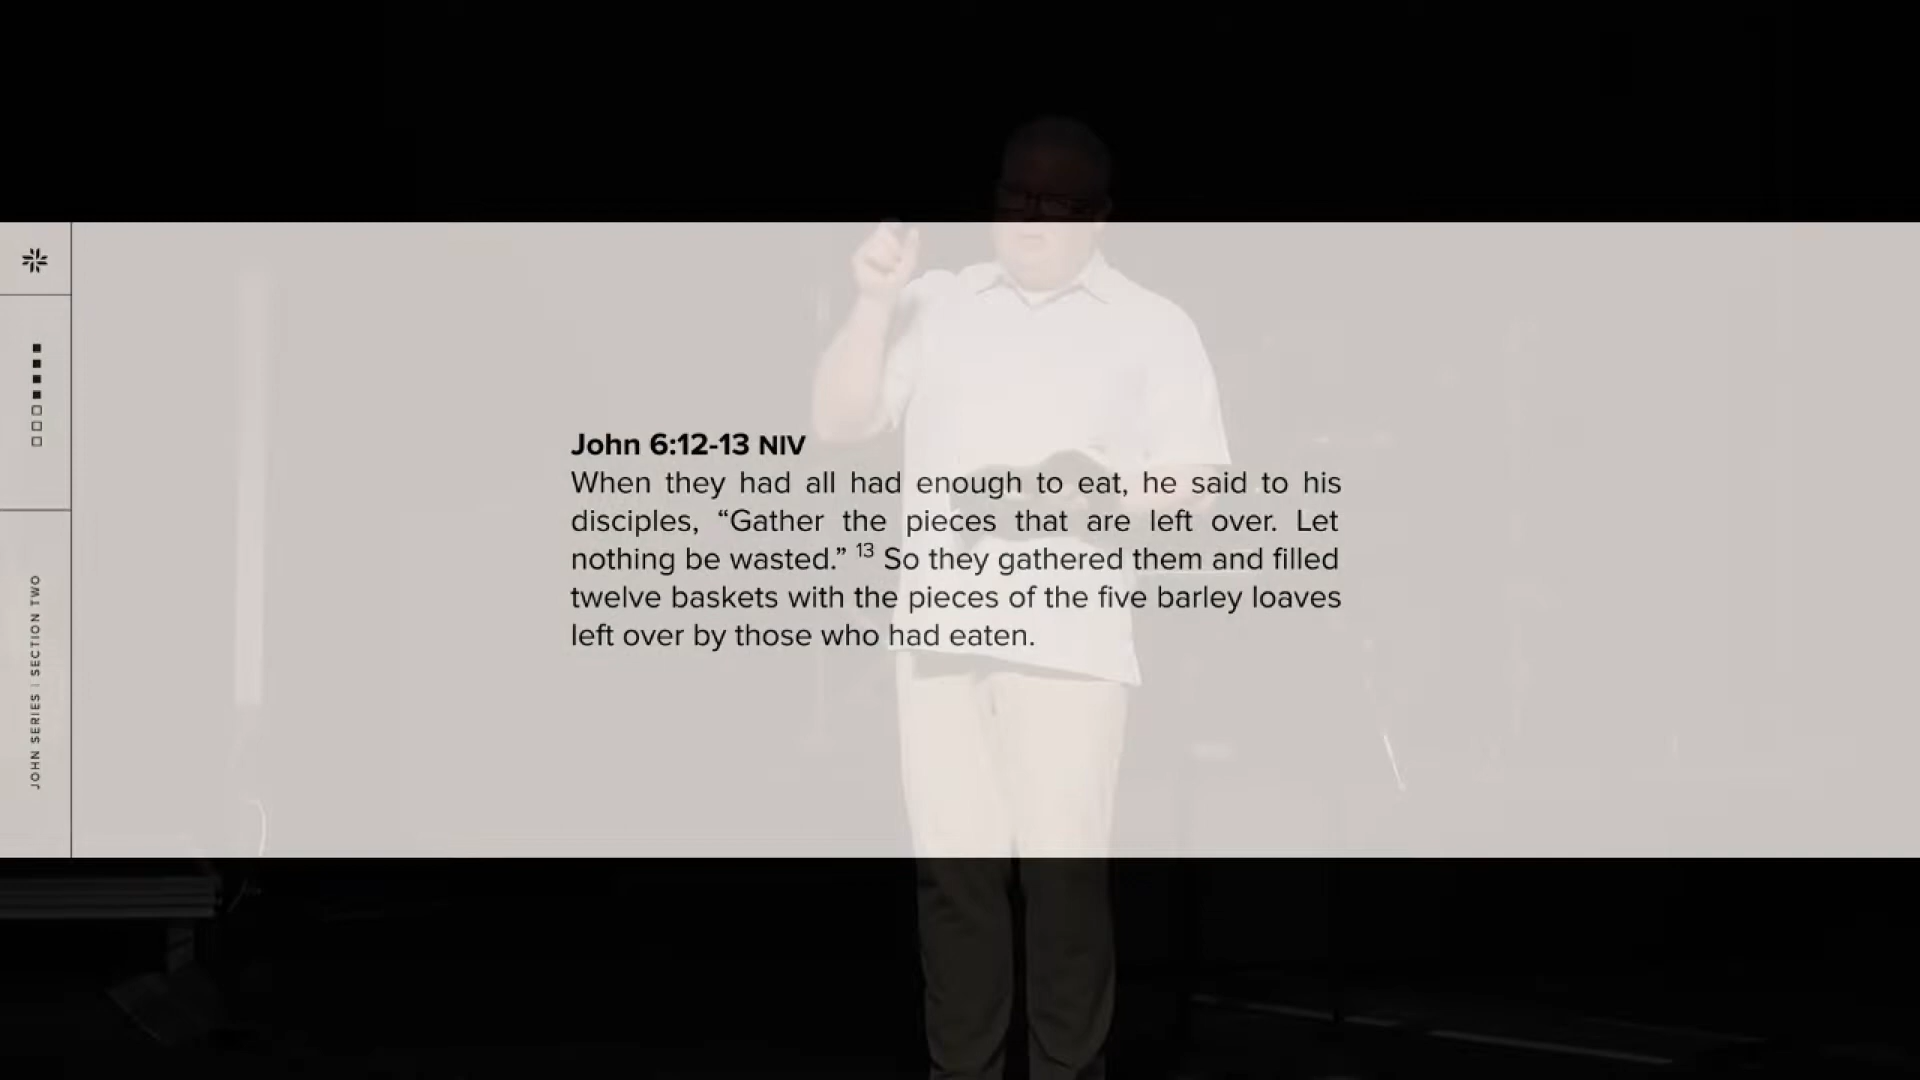 John 6:12-13 NIV
When they had all had enough to eat, he said to his
disciples, “Gather the pieces that are left over. Let
nothing be wasted.” 13 So they gathered them and filled
twelve baskets with the pieces of the five barley loaves
left over by those who had eaten.
JOHN SERIES | SECTION TWO